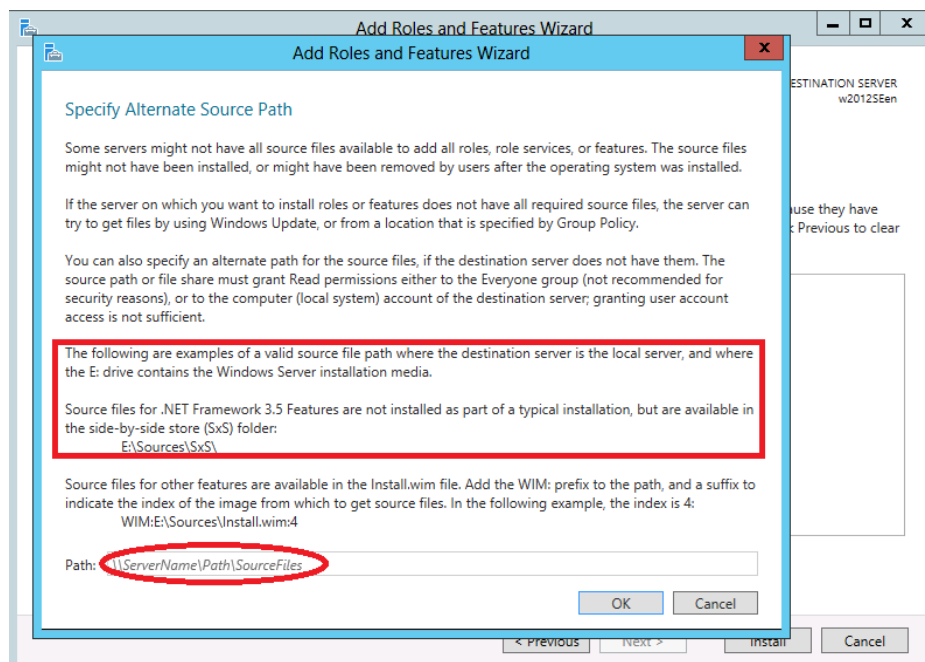 Add Roles and Features Wizard
Add Roles and Features Wizard
ESTINATION SERVER
w2012SEen
Specify Alternate Source Path
Some servers might not have all source files available to add all roles, role services, or features. The source files
might not have been installed, or might have been removed by users after the operating system was installed.
If the server on which you want to install roles or features does not have all required source files, the server can
try to get files by using Windows Update, or from a location that is specified by Group Policy.
ause they have
Previous to clear
You can also specify an alternate path for the source files, if the destination server does not have them. The
source path or file share must grant Read permissions either to the Everyone group (not recommended for
security reasons), or to the computer (local system) account of the destination server; granting user account
access is not sufficient.
The following are examples of a valid source file path where the destination server is the local server, and where
the E: drive contains the Windows Server installation media.
Source files for .NET Framework 3.5 Features are not installed as part of a typical installation, but are available in
the side-by-side store (SxS) folder:
E:\Sources\SxS\
Source files for other features are available in the Install.wim file. Add the WIM: prefix to the path, and a suffix to
indicate the index of the image from which to get source files. In the following example, the index is 4:
WIM:E:\Sources\Install.wim:4
Path: \\ServerName\Path\SourceFiles
OK Cancel
< Previous Next > Install Cancel